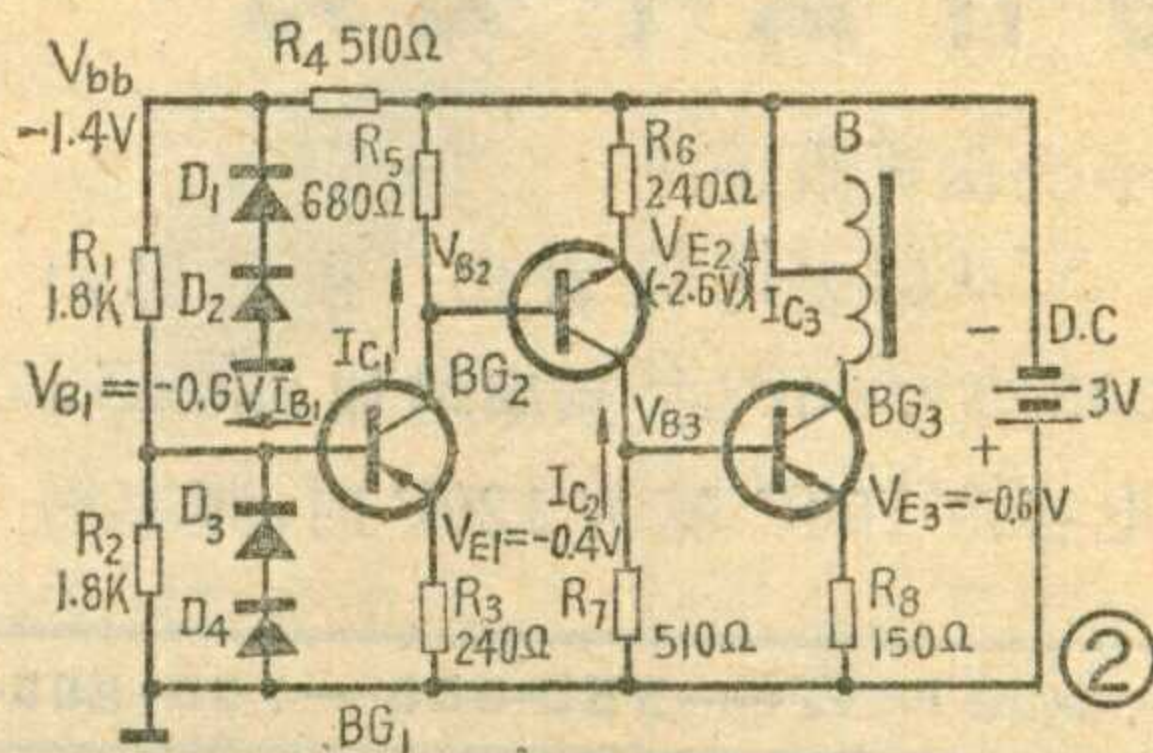 R4 510Ω
Vbb
-1.4V
R5
680Ω
R6
240Ω
B
D1
D2
R1
1.8K
VB2
VE2
(-2.6V)
IC3
- D.C
3V
+
IC1
BG2
VB1= -0.6V IB1
VB3
BG3
IC2
VE3=-0.6V
D3
D4
R2
1.8K
VE1=-0.4V
R3
240Ω
R7
510Ω
R8
150Ω
②
BG1